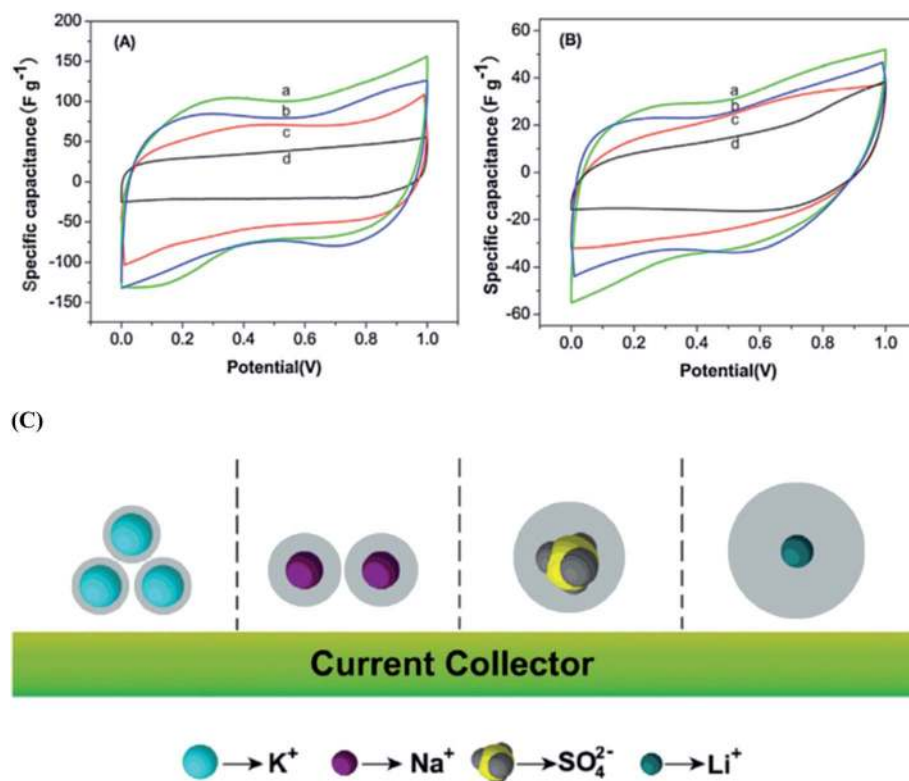 (A)
a
b
c
d
200
150
100
50
0
-50
-100
-150
Specific capacitance (F g⁻¹)
0.0 0.2 0.4 0.6 0.8 1.0
Potential(V)
(B)
a
b
c
d
60
40
20
0
-20
-40
-60
Specific capacitance (F g⁻¹)
0.0 0.2 0.4 0.6 0.8 1.0
Potential(V)
(C)
Current Collector
→K⁺ →Na⁺ →SO₄²⁻ →Li⁺